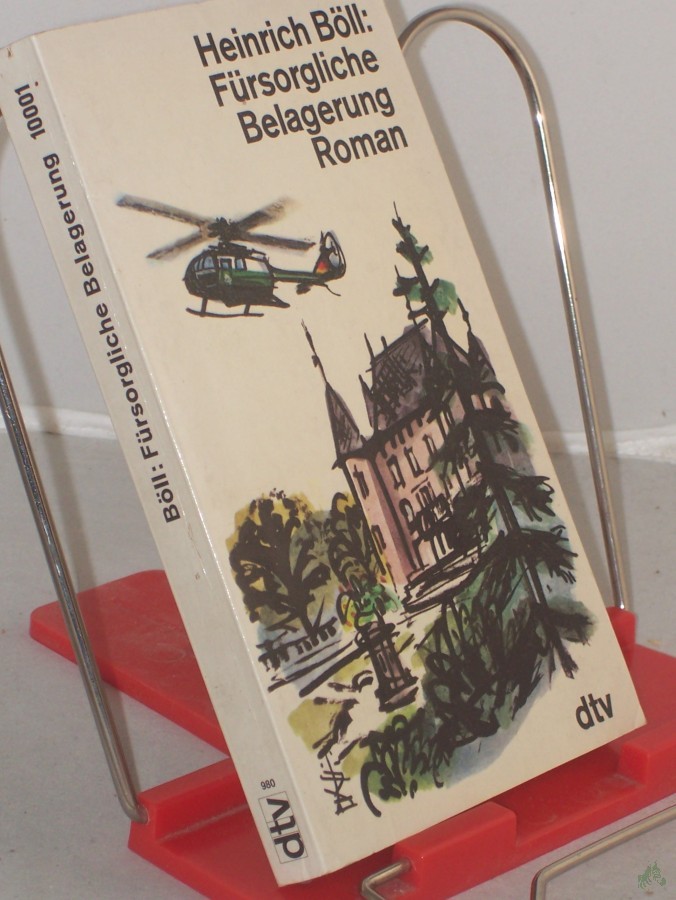 Heinrich Böll:
Fürsorgliche
Belagerung
Roman
dtv
Böll: Fürsorgliche Belagerung 10001
980
dtv